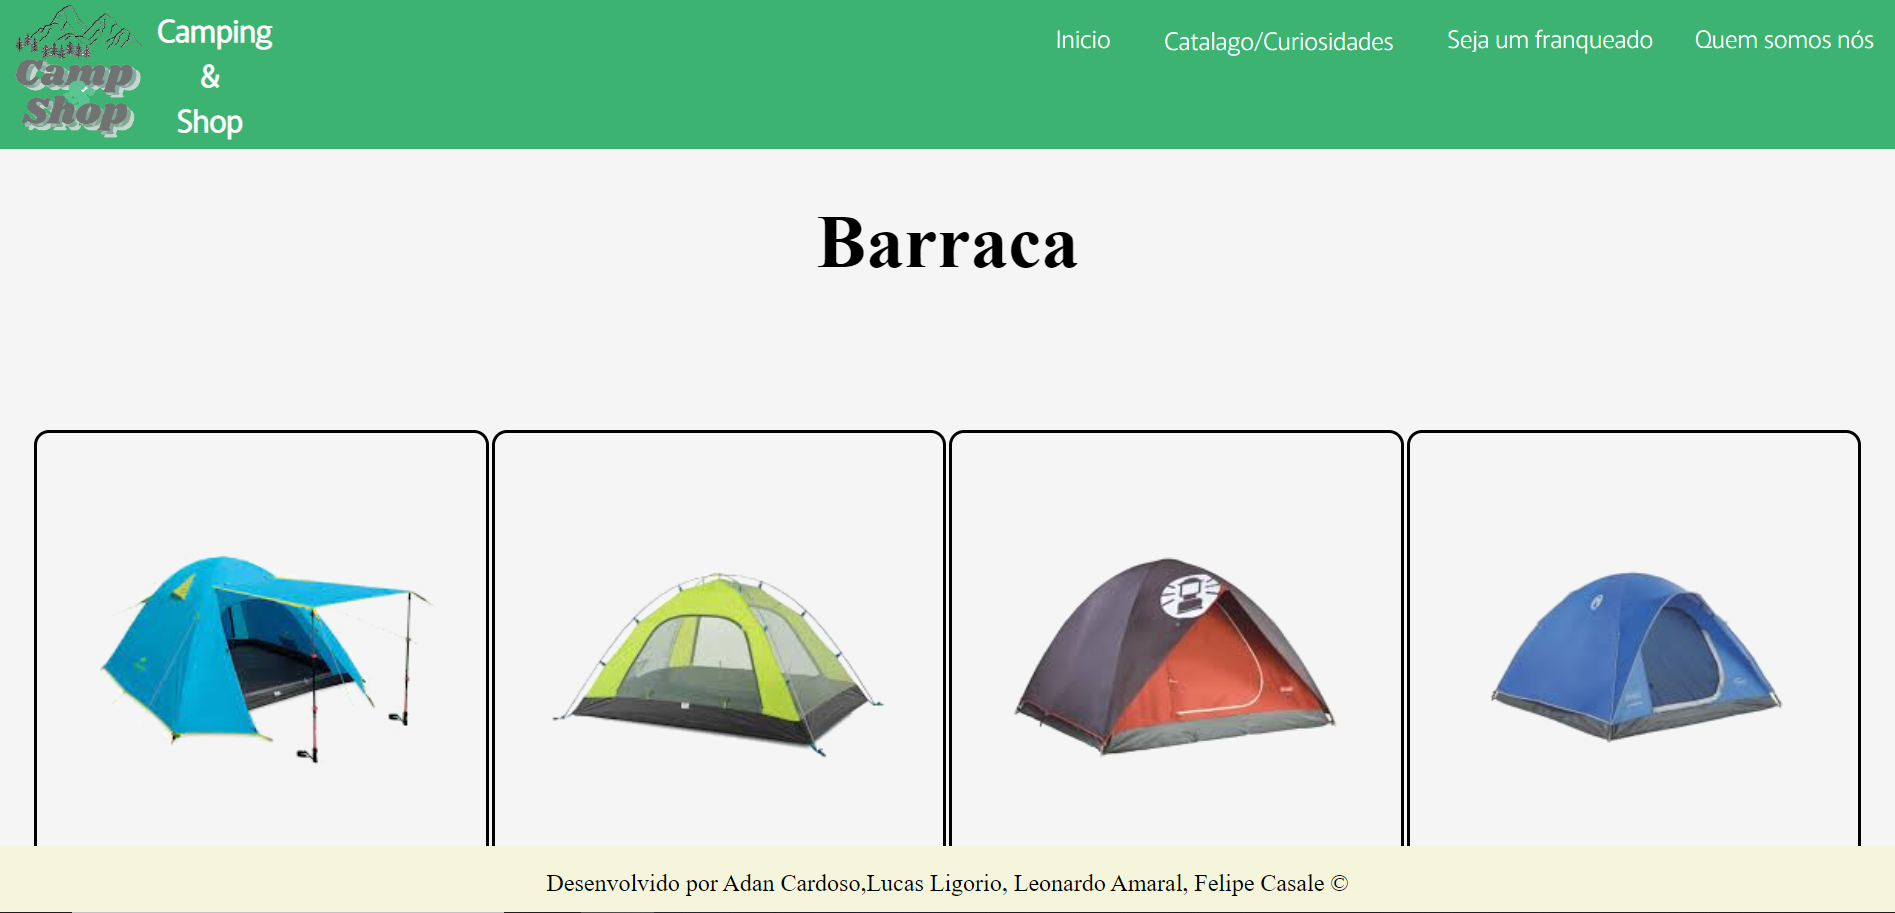 Camp
&
Shop
Camping
&
Shop
Inicio
Catalago/Curiosidades
Seja um franqueado
Quem somos nós
Barraca
Desenvolvido por Adan Cardoso,Lucas Ligorio, Leonardo Amaral, Felipe Casale ©